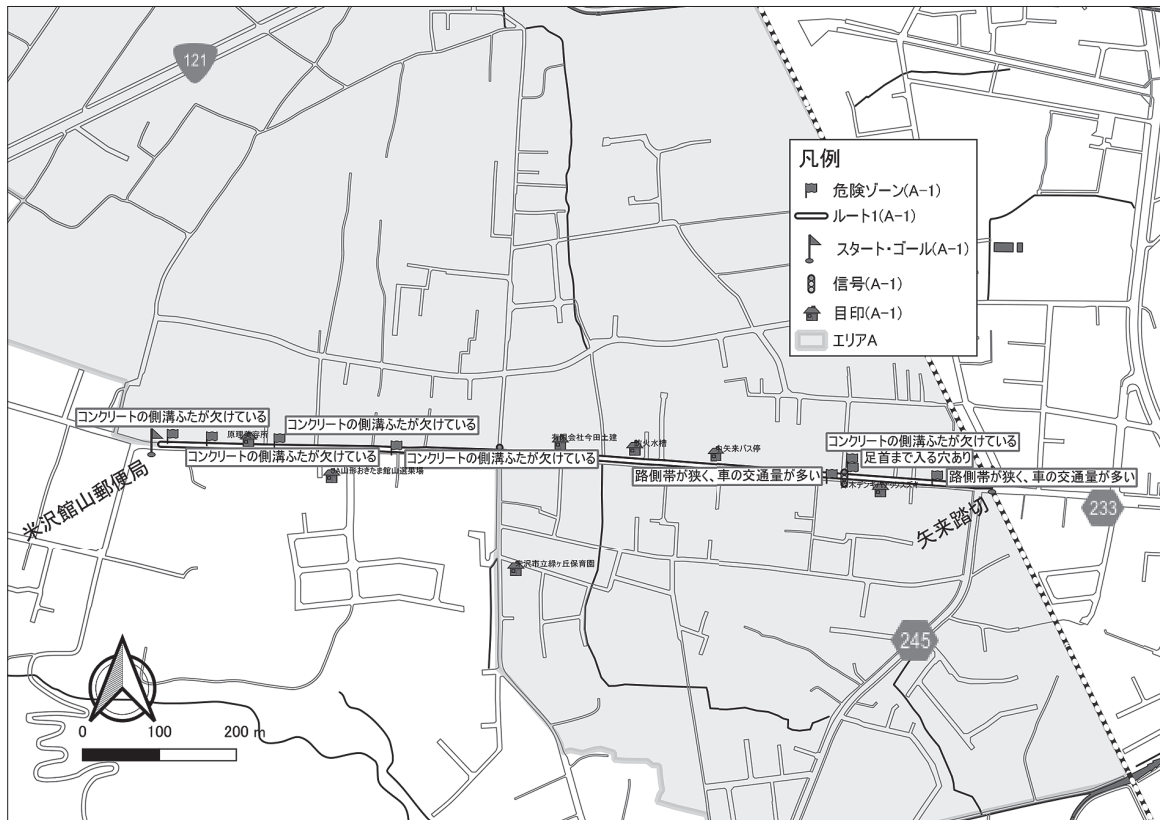 121
凡例
危険ゾーン(A-1)
ルート1(A-1)
スタート・ゴール(A-1)
信号(A-1)
目印(A-1)
エリアA
コンクリートの側溝ふたが欠けている
コンクリートの側溝ふたが欠けている
コンクリートの側溝ふたが欠けている
コンクリートの側溝ふたが欠けている
コンクリートの側溝ふたが欠けている
足首まで入る穴あり
路側帯が狭く、車の交通量が多い
路側帯が狭く、車の交通量が多い
米沢館山郵便局
矢来踏切
233
米沢市立緑ヶ丘保育園
245
0 100 200 m